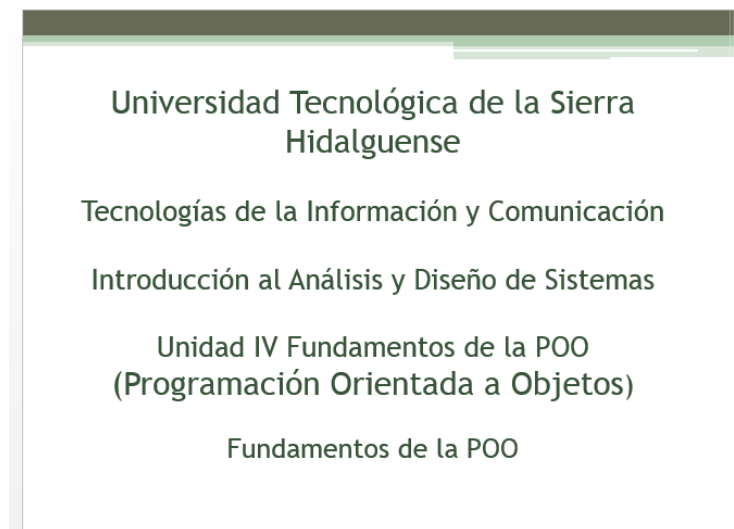 Universidad Tecnológica de la Sierra
Hidalguense
Tecnologías de la Información y Comunicación
Introducción al Análisis y Diseño de Sistemas
Unidad IV Fundamentos de la POO
(Programación Orientada a Objetos)
Fundamentos de la POO